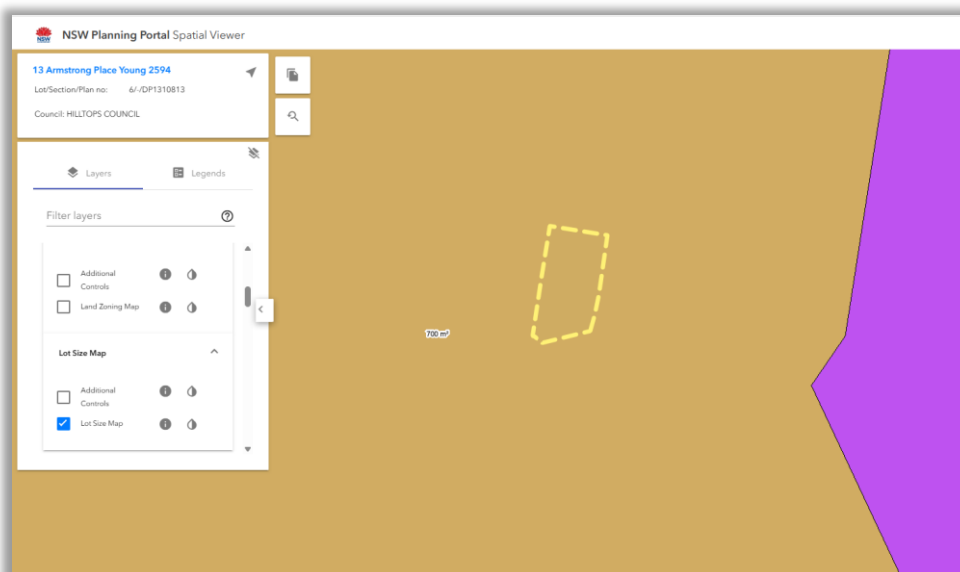 NSW
NSW Planning Portal Spatial Viewer
13 Armstrong Place Young 2594
Lot/Section/Plan no: 6/-/DP1310813
Council: HILLTOPS COUNCIL
Layers
Legends
Filter layers
Additional
Controls
Land Zoning Map
Lot Size Map
Additional
Controls
Lot Size Map
700 m²